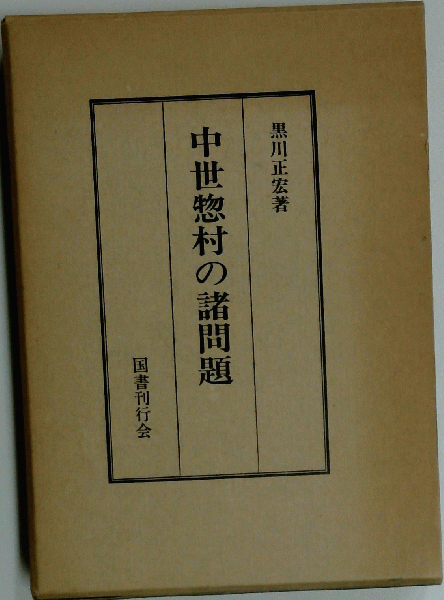 黒川正宏著
中世惣村の諸問題
国書刊行会